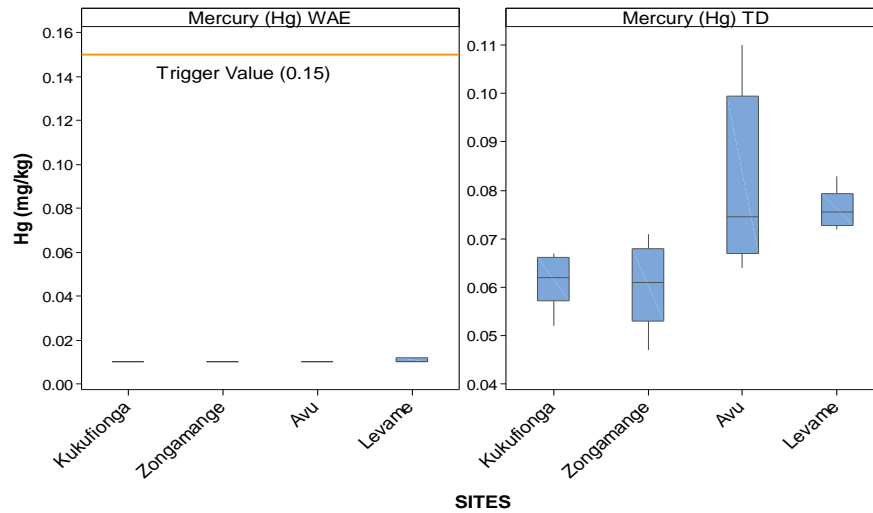 Mercury (Hg) WAE
Mercury (Hg) TD
Hg (mg/kg)
0.16
0.14
0.12
0.10
0.08
0.06
0.04
0.02
0.00
Trigger Value (0.15)
0.11
0.10
0.09
0.08
0.07
0.06
0.05
0.04
Kukufionga
Zongamange
Avu
Levame
Kukufionga
Zongamange
Avu
Levame
SITES